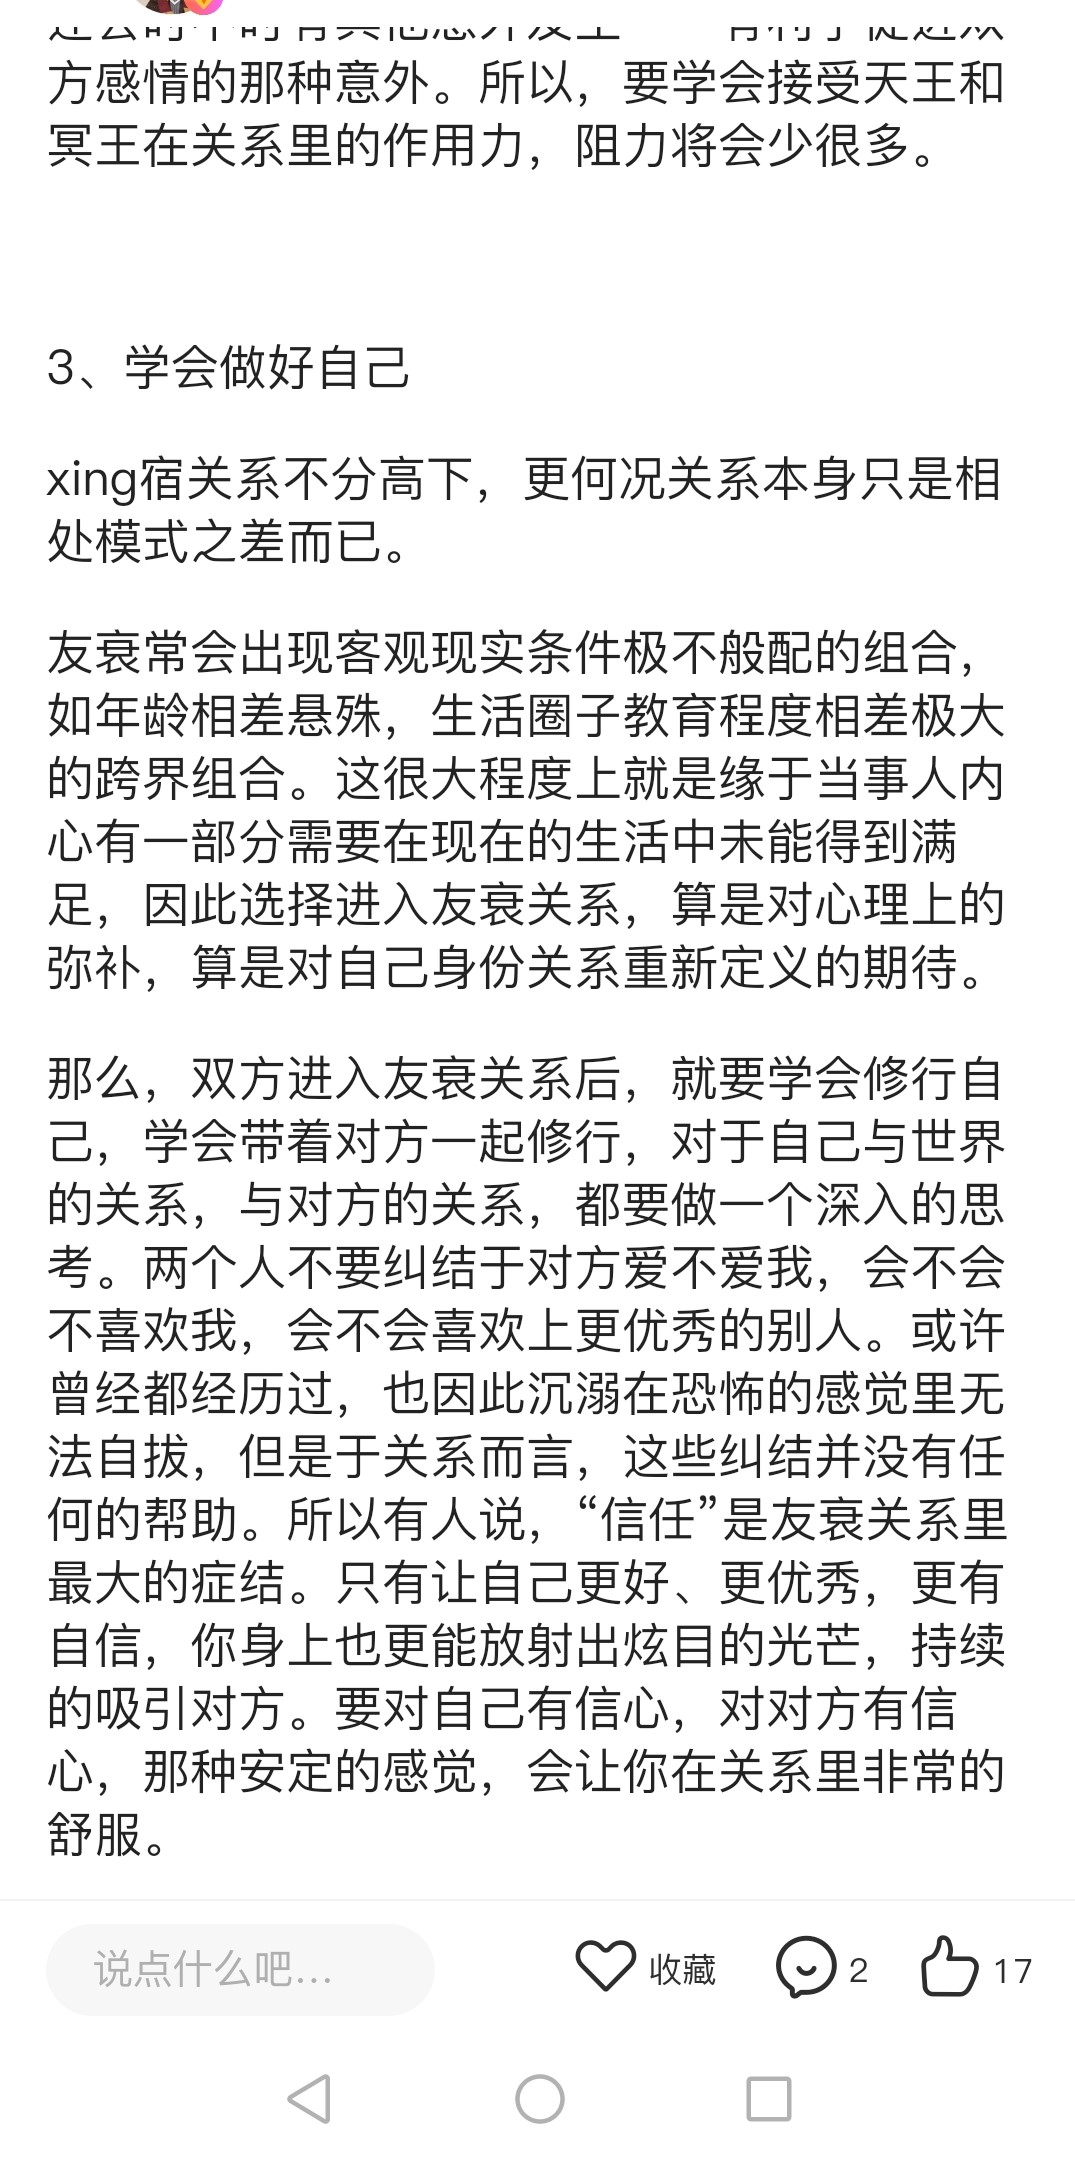 方感情的那种意外。所以，要学会接受天王和
冥王在关系里的作用力，阻力将会少很多。
3、学会做好自己
xing宿关系不分高下，更何况关系本身只是相
处模式之差而已。
友衰常会出现客观现实条件极不般配的组合，
如年龄相差悬殊，生活圈子教育程度相差极大
的跨界组合。这很大程度上就是缘于当事人内
心有一部分需要在现在的生活中未能得到满
足，因此选择进入友衰关系，算是对心理上的
弥补，算是对自己身份关系重新定义的期待。
那么，双方进入友衰关系后，就要学会修行自
己，学会带着对方一起修行，对于自己与世界
的关系，与对方的关系，都要做一个深入的思
考。两个人不要纠结于对方爱不爱我，会不会
不喜欢我，会不会喜欢上更优秀的别人。或许
曾经都经历过，也因此沉溺在恐怖的感觉里无
法自拔，但是于关系而言，这些纠结并没有任
何的帮助。所以有人说，“信任”是友衰关系里
最大的症结。只有让自己更好、更优秀，更有
自信，你身上也更能放射出炫目的光芒，持续
的吸引对方。要对自己有信心，对对方有信
心，那种安定的感觉，会让你在关系里非常的
舒服。
说点什么吧...
收藏
2
17